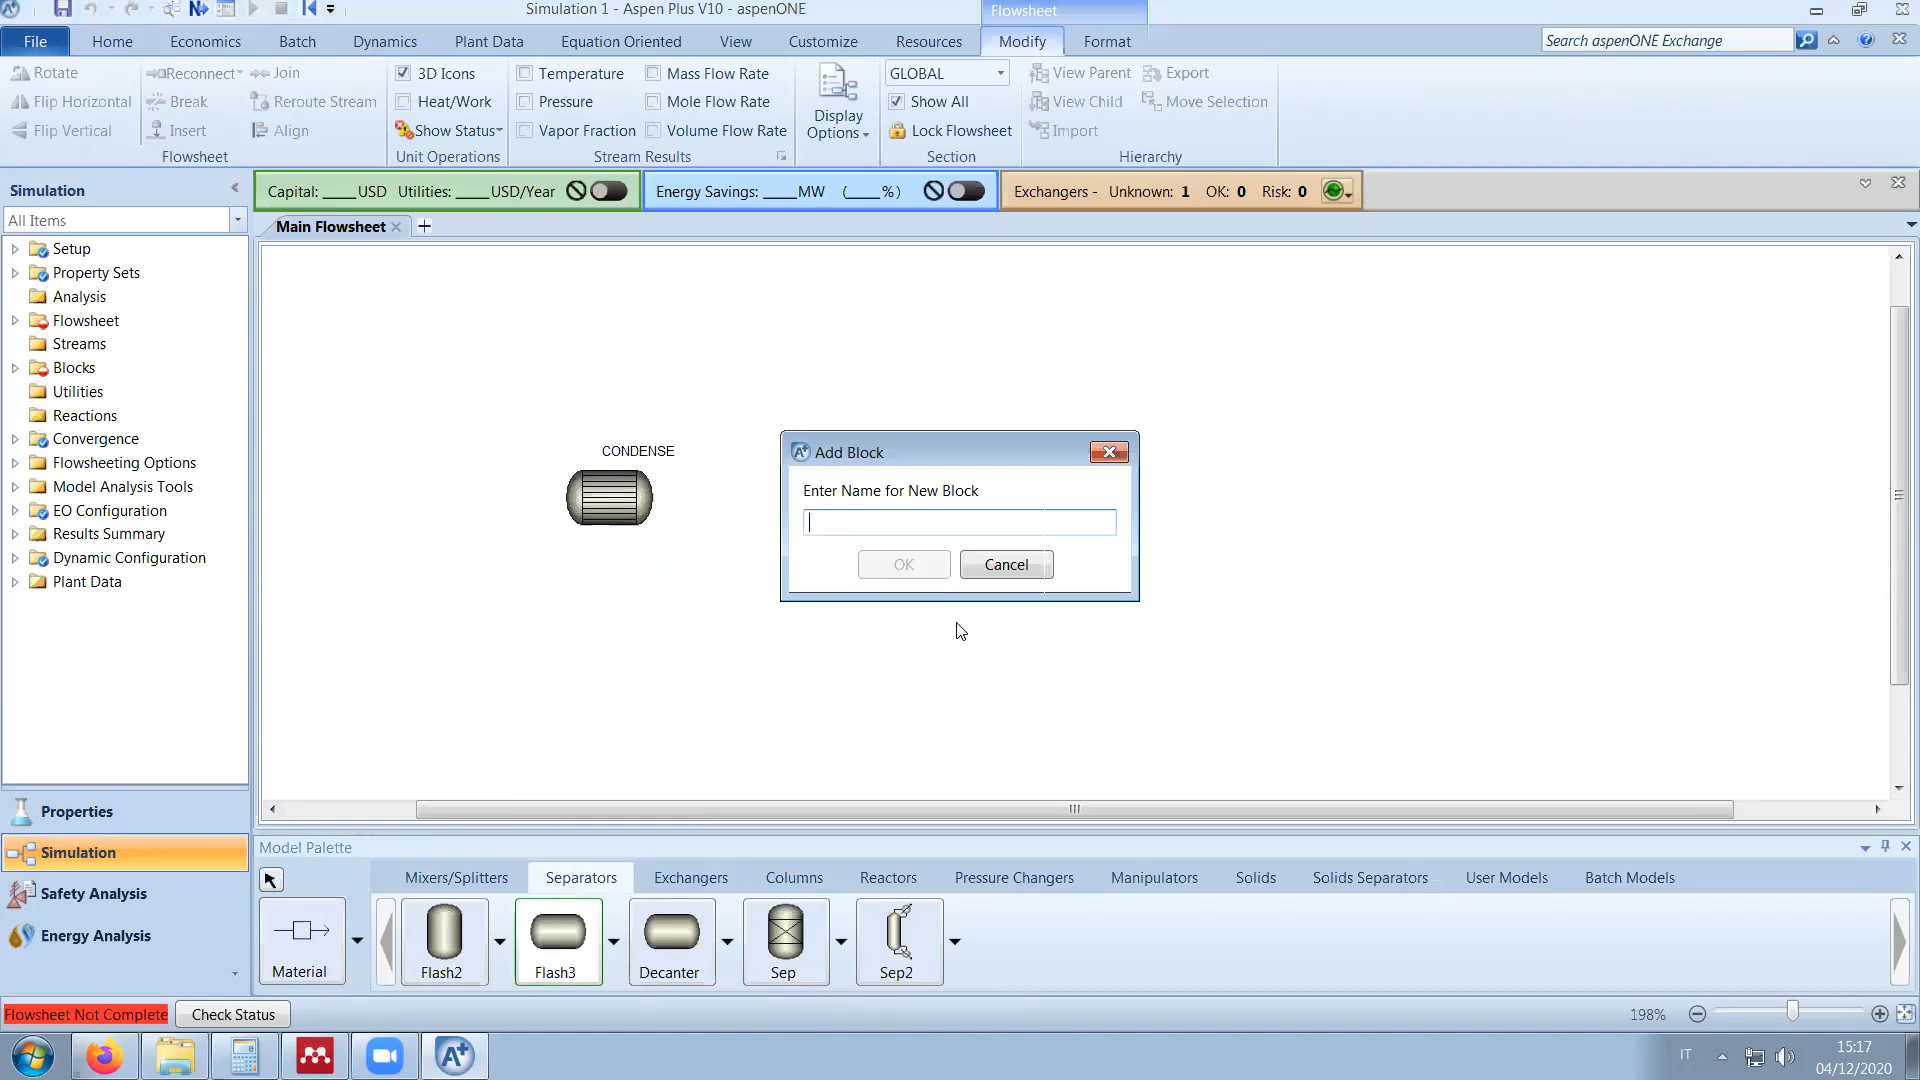 Simulation 1 - Aspen Plus V10 - aspenONE
Flowsheet
File Home Economics Batch Dynamics Plant Data Equation Oriented View Customize Resources Modify Format
Search aspenONE Exchange
Rotate
Flip Horizontal
Flip Vertical
Reconnect
Break
Insert
Join
Reroute Stream
Align
Flowsheet
3D Icons
Heat/Work
Show Status
Unit Operations
Temperature
Pressure
Vapor Fraction
Mass Flow Rate
Mole Flow Rate
Volume Flow Rate
Stream Results
Display
Options
GLOBAL
Show All
Lock Flowsheet
Section
View Parent
View Child
Import
Export
Move Selection
Hierarchy
Simulation
All Items
Capital: ____USD Utilities: ____USD/Year
Energy Savings: ____MW (____%)
Exchangers - Unknown: 1 OK: 0 Risk: 0
Main Flowsheet
Setup
Property Sets
Analysis
Flowsheet
Streams
Blocks
Utilities
Reactions
Convergence
Flowsheeting Options
Model Analysis Tools
EO Configuration
Results Summary
Dynamic Configuration
Plant Data
CONDENSE
Add Block
Enter Name for New Block
OK
Cancel
Properties
Simulation
Safety Analysis
Energy Analysis
Model Palette
Mixers/Splitters Separators Exchangers Columns Reactors Pressure Changers Manipulators Solids Solids Separators User Models Batch Models
Material
Flash2
Flash3
Decanter
Sep
Sep2
Flowsheet Not Complete
Check Status
198%
IT
15:17
04/12/2020